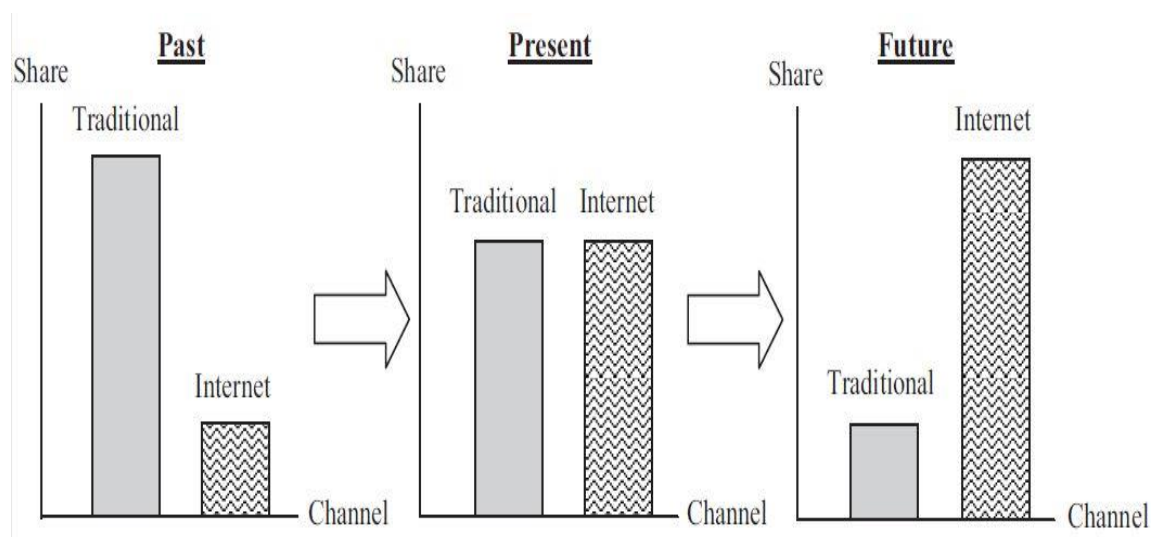 Past
Share
Traditional
Internet
Channel
Present
Share
Traditional Internet
Channel
Future
Share
Internet
Traditional
Channel